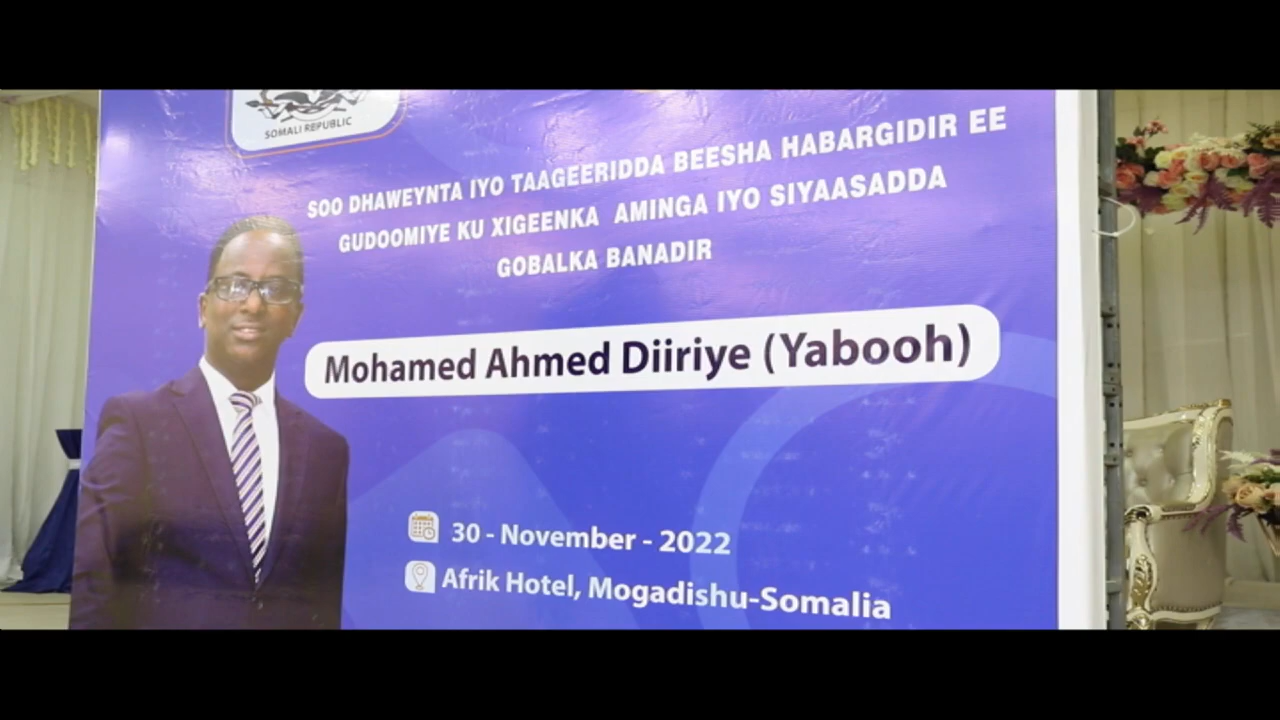 SOMALI REPUBLIC
SOO DHAWEYNTA IYO TAAGEERIDDA BEESHA HABARGIDIR EE
GUDOOMIYE KU XIGEENKA AMINGA IYO SIYAASADDA
GOBALKA BANADIR
Mohamed Ahmed Diiriye (Yabooh)
30 - November - 2022
Afrik Hotel, Mogadishu-Somalia